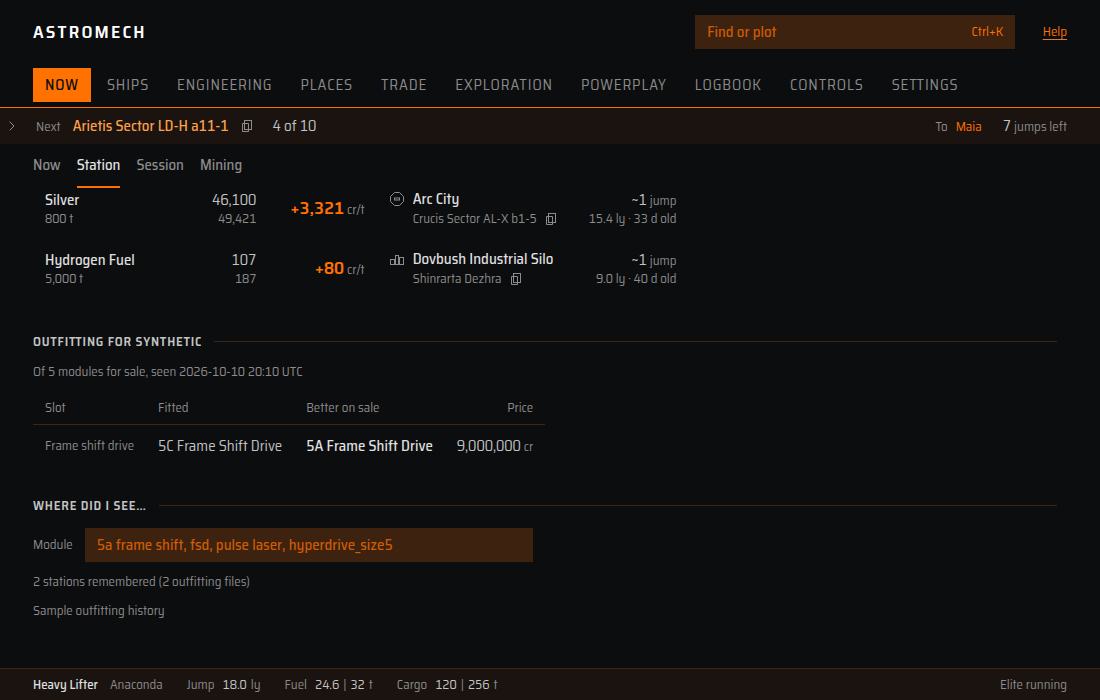 ASTROMECH
Find or plot Ctrl+K
Help
NOW SHIPS ENGINEERING PLACES TRADE EXPLORATION POWERPLAY LOGBOOK CONTROLS SETTINGS
Next Arietis Sector LD-H a11-1 4 of 10 To Maia 7 jumps left
Now Station Session Mining
Silver 46,100 +3,321 cr/t Arc City ~1 jump
800 t 49,421 Crucis Sector AL-X b1-5 15.4 ly · 33 d old
Hydrogen Fuel 107 +80 cr/t Dovbush Industrial Silo ~1 jump
5,000 t 187 Shinrarta Dezhra 9.0 ly · 40 d old
OUTFITTING FOR SYNTHETIC
Of 5 modules for sale, seen 2026-10-10 20:10 UTC
Slot Fitted Better on sale Price
Frame shift drive 5C Frame Shift Drive 5A Frame Shift Drive 9,000,000 cr
WHERE DID I SEE...
Module 5a frame shift, fsd, pulse laser, hyperdrive_size5
2 stations remembered (2 outfitting files)
Sample outfitting history
Heavy Lifter Anaconda Jump 18.0 ly Fuel 24.6 | 32 t Cargo 120 | 256 t Elite running